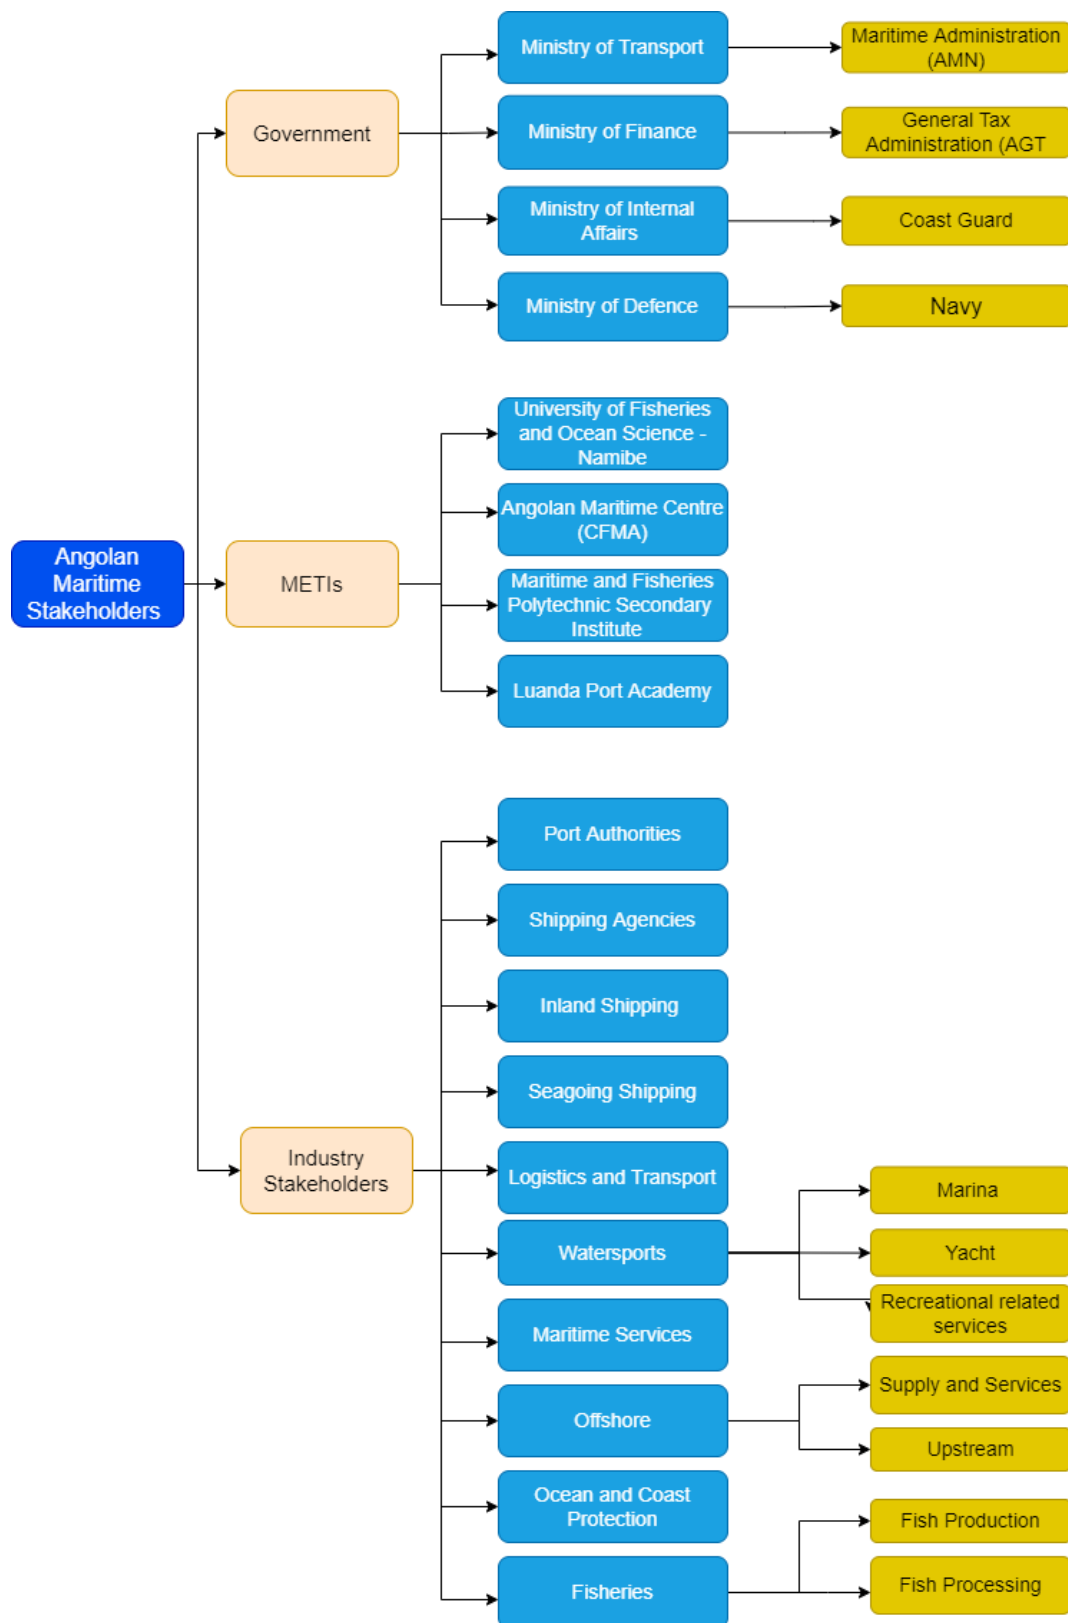 Ministry of Transport
Maritime Administration
(AMN)
Government
Ministry of Finance
General Tax
Administration (AGT
Ministry of Internal
Affairs
Coast Guard
Ministry of Defence
Navy
University of Fisheries
and Ocean Science -
Namibe
Angolan Maritime Centre
(CFMA)
Angolan
Maritime
Stakeholders
METIs
Maritime and Fisheries
Polytechnic Secondary
Institute
Luanda Port Academy
Port Authorities
Shipping Agencies
Inland Shipping
Seagoing Shipping
Industry
Stakeholders
Logistics and Transport
Marina
Watersports
Yacht
Recreational related
services
Maritime Services
Supply and Services
Offshore
Upstream
Ocean and Coast
Protection
Fish Production
Fisheries
Fish Processing